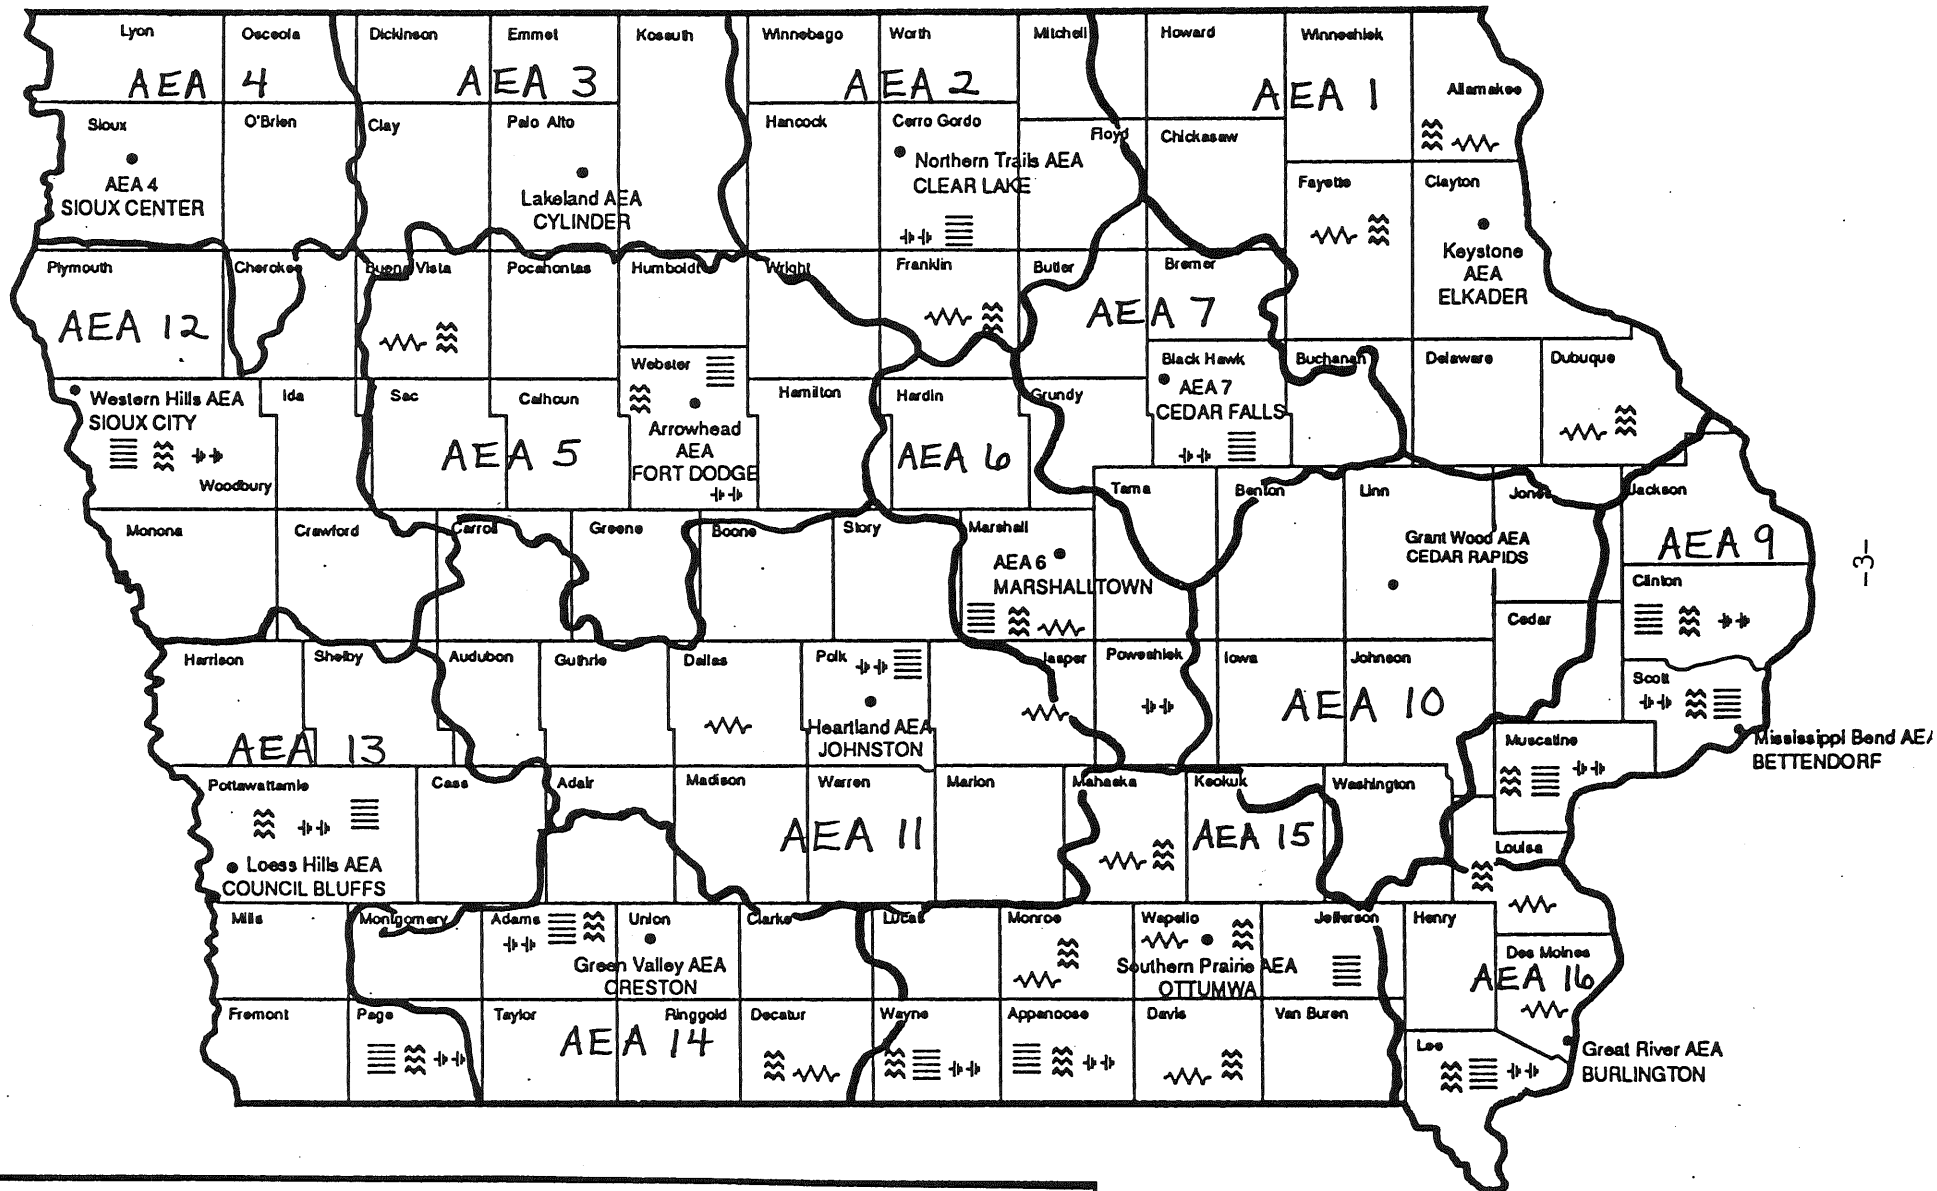 Lyon
Osceola
Dickinson
Emmet
Kossuth
Winnebago
Worth
Mitchell
Howard
Winneshiek
Allamakee
AEA 4
AEA 3
AEA 2
AEA 1
Sioux
O'Brien
Clay
Palo Alto
Hancock
Cerro Gordo
Floyd
Chickasaw
AEA 4
SIOUX CENTER
Lakeland AEA
CYLINDER
Northern Trails AEA
CLEAR LAKE
Fayette
Clayton
Keystone
AEA
ELKADER
Plymouth
Cherokee
Buena Vista
Pocahontas
Humboldt
Wright
Franklin
Butler
Bremer
AEA 12
AEA 7
Webster
Black Hawk
Buchanan
Delaware
Dubuque
AEA 7
CEDAR FALLS
Western Hills AEA
SIOUX CITY
Woodbury
Ida
Sac
Calhoun
Hamilton
Hardin
Grundy
AEA 5
Arrowhead
AEA
FORT DODGE
AEA 6
Tama
Benton
Linn
Jones
Jackson
Monona
Crawford
Carroll
Greene
Boone
Story
Marshall
AEA 6
MARSHALLTOWN
Grant Wood AEA
CEDAR RAPIDS
AEA 9
-3-
Clinton
Cedar
Harrison
Shelby
Audubon
Guthrie
Dallas
Polk
Jasper
Poweshiek
Iowa
Johnson
Scott
AEA 13
Heartland AEA
JOHNSTON
AEA 10
Muscatine
Mississippi Bend AEA
BETTENDORF
Pottawattamie
Cass
Adair
Madison
Warren
Marion
Mahaska
Keokuk
Washington
Loess Hills AEA
COUNCIL BLUFFS
AEA 11
AEA 15
Louisa
Mills
Montgomery
Adams
Union
Clarke
Lucas
Monroe
Wapello
Jefferson
Henry
Des Moines
Green Valley AEA
CRESTON
Southern Prairie AEA
OTTUMWA
AEA 16
Fremont
Page
Taylor
Ringgold
Decatur
Wayne
Appanoose
Davis
Van Buren
Lee
AEA 14
Great River AEA
BURLINGTON